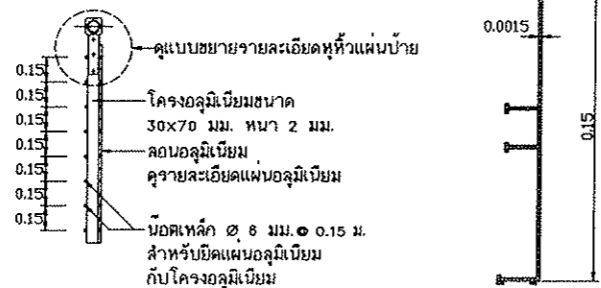 ดูแบบขยายรายละเอียดหูหิ้วแผ่นป้าย
0.15
0.15
0.15
0.15
0.15
0.15
0.15
โครงอลูมิเนียมขนาด
30x70 มม. หนา 2 มม.
ลอนอลูมิเนียม
ดูรายละเอียดแผ่นอลูมิเนียม
น๊อตเหล็ก Ø 6 มม.@ 0.15 ม.
สำหรับยึดแผ่นอลูมิเนียม
กับโครงอลูมิเนียม
0.0015
0.15